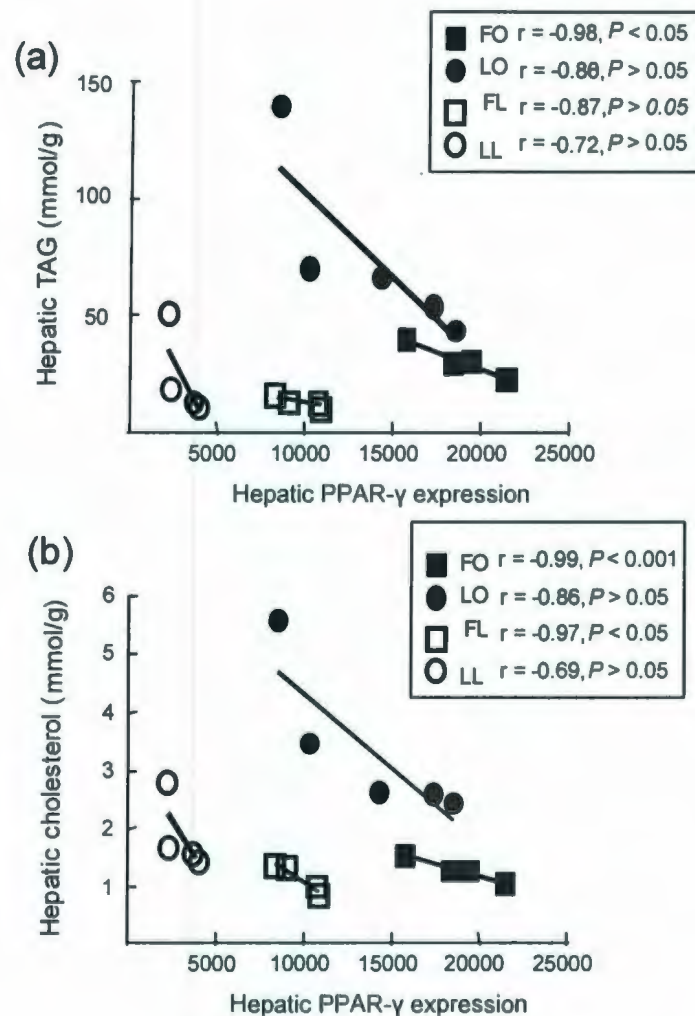 (a)
FO r = -0.98, P < 0.05
LO r = -0.88, P > 0.05
FL r = -0.87, P > 0.05
LL r = -0.72, P > 0.05
Hepatic TAG (mmol/g)
150
100
50
5000 10000 15000 20000 25000
Hepatic PPAR-γ expression
(b)
FO r = -0.99, P < 0.001
LO r = -0.86, P > 0.05
FL r = -0.97, P < 0.05
LL r = -0.69, P > 0.05
Hepatic cholesterol (mmol/g)
6
5
4
3
2
1
5000 10000 15000 20000 25000
Hepatic PPAR-γ expression